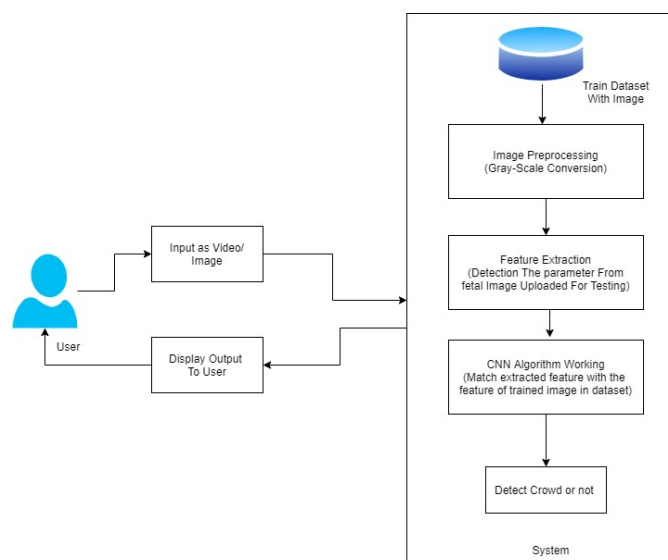 Train Dataset
With Image
Image Preprocessing
(Gray-Scale Conversion)
Input as Video/
Image
Feature Extraction
(Detection The parameter From
fetal Image Uploaded For Testing)
User
Display Output
To User
CNN Algorithm Working
(Match extracted feature with the
feature of trained image in dataset)
Detect Crowd or not
System